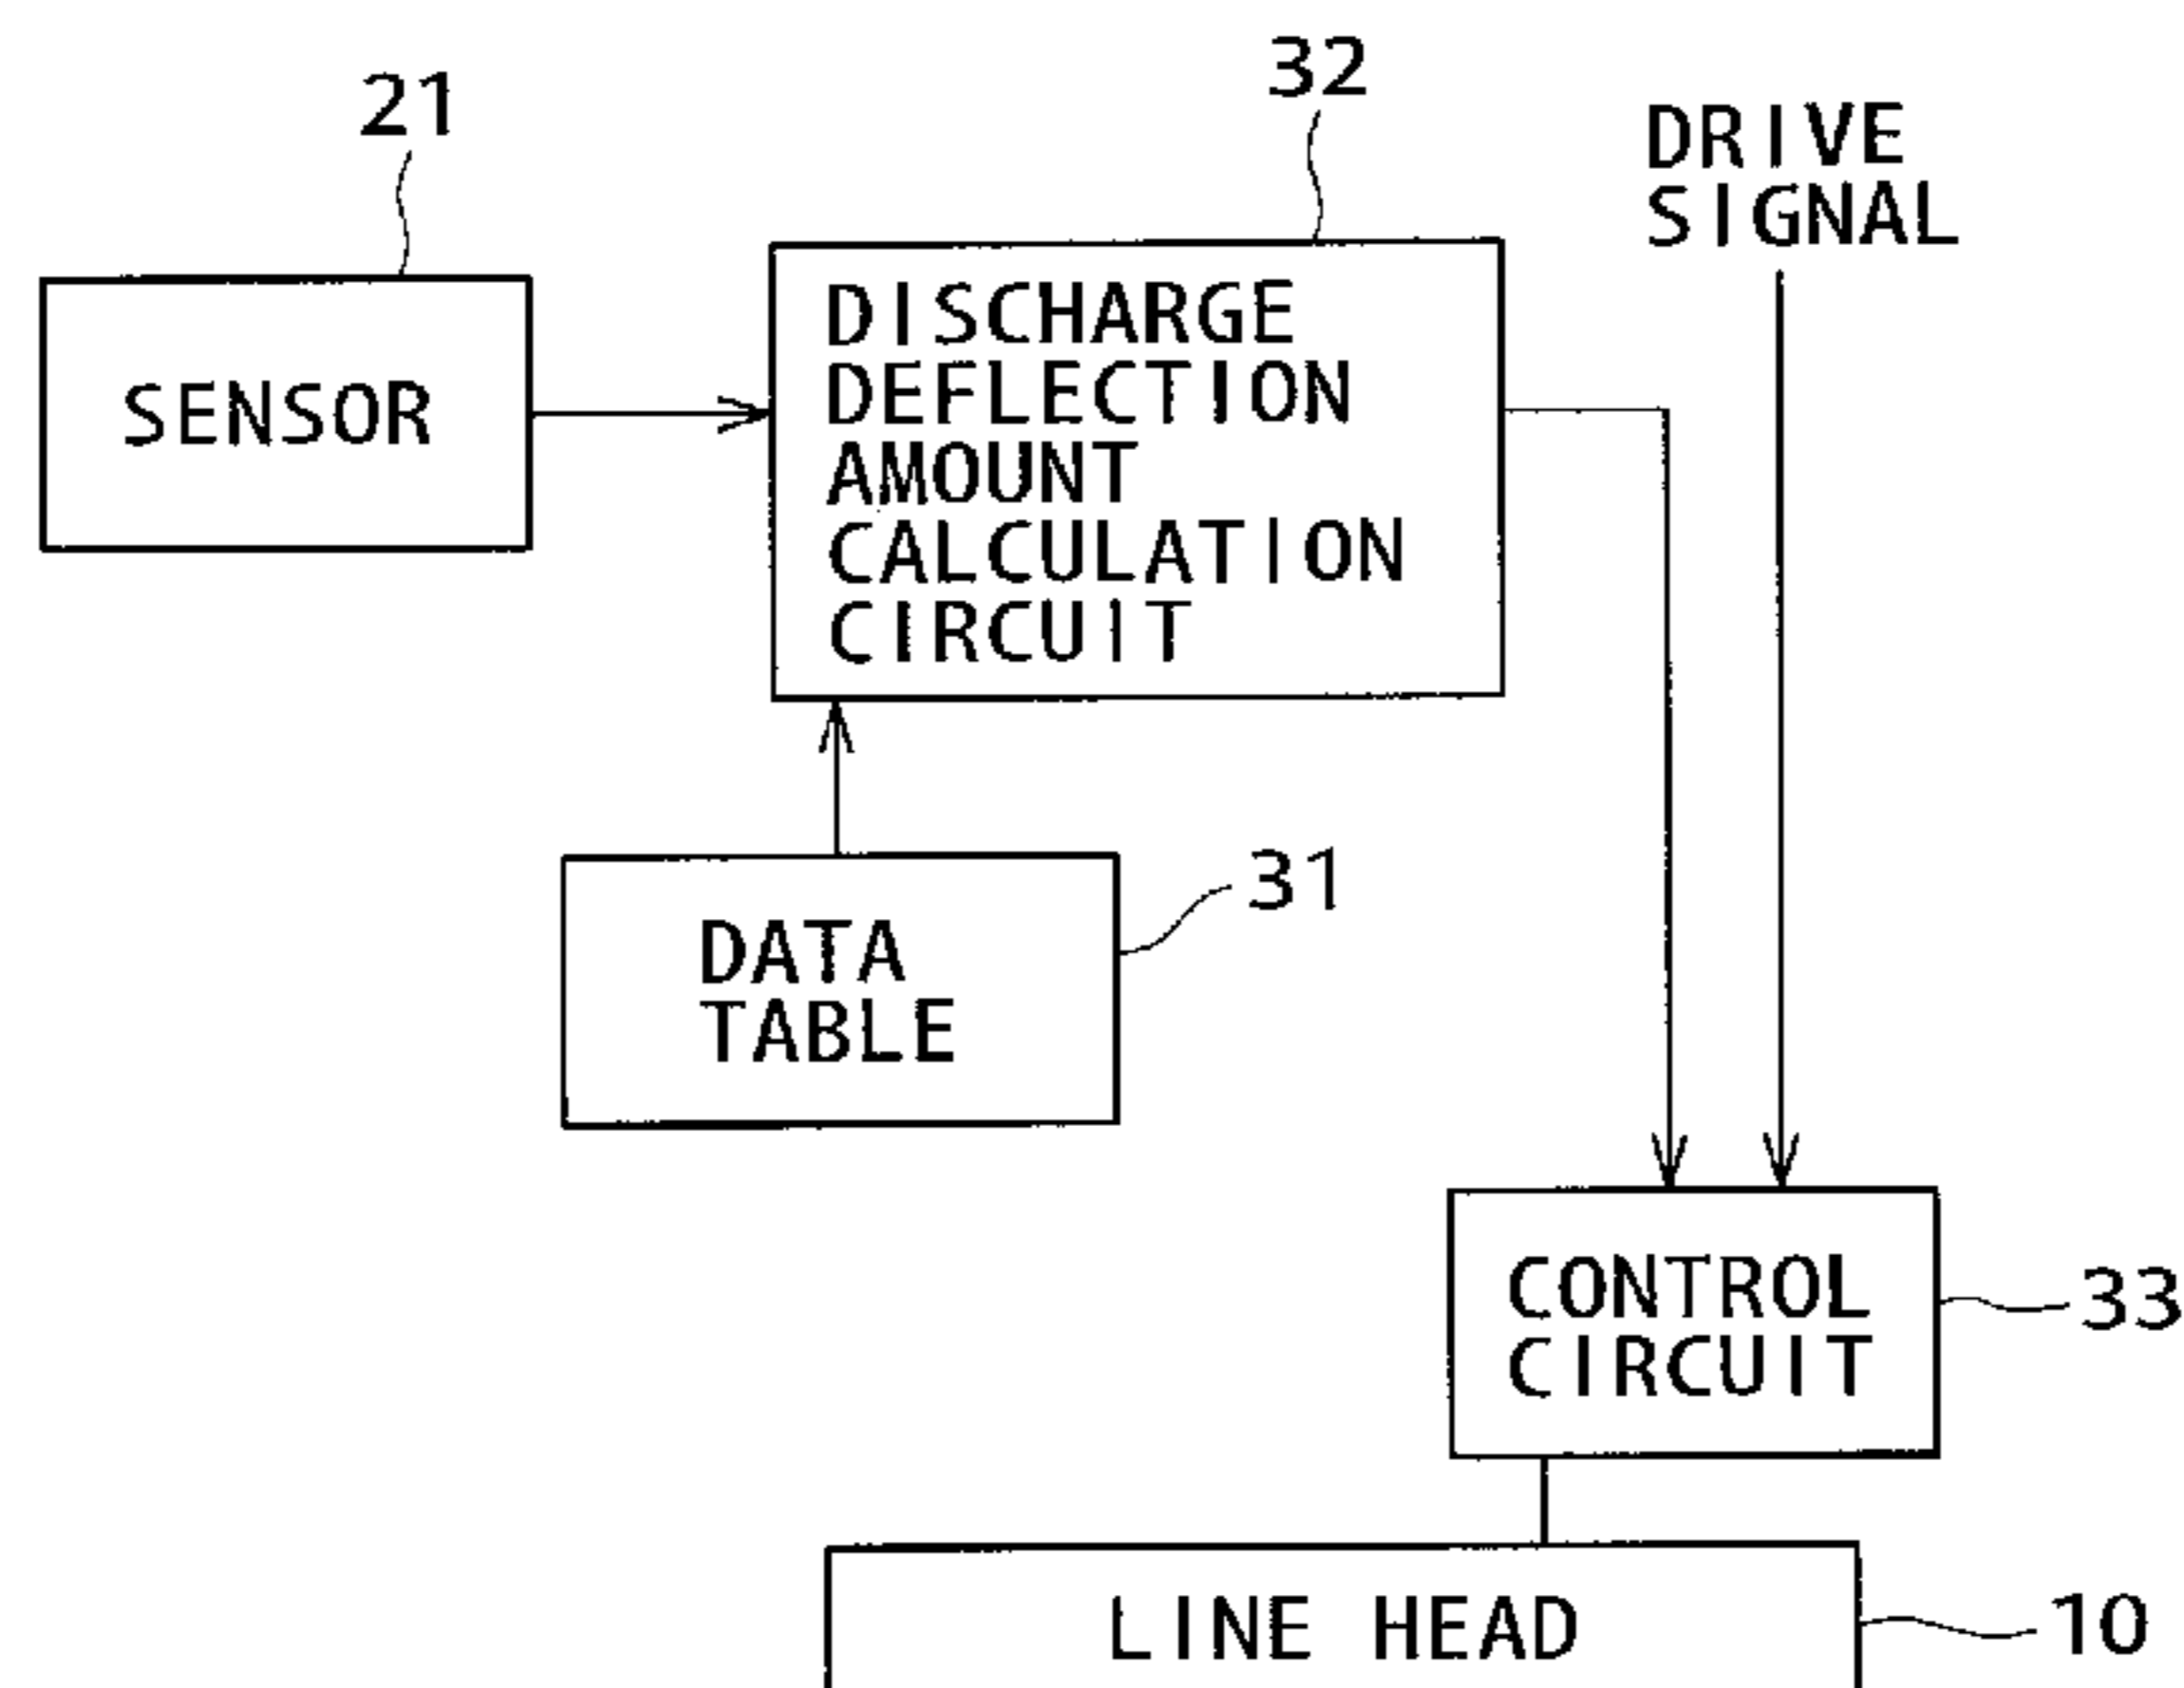 21
32
DRIVE
SIGNAL
SENSOR
DISCHARGE
DEFLECTION
AMOUNT
CALCULATION
CIRCUIT
31
DATA
TABLE
CONTROL
CIRCUIT
33
LINE HEAD
10